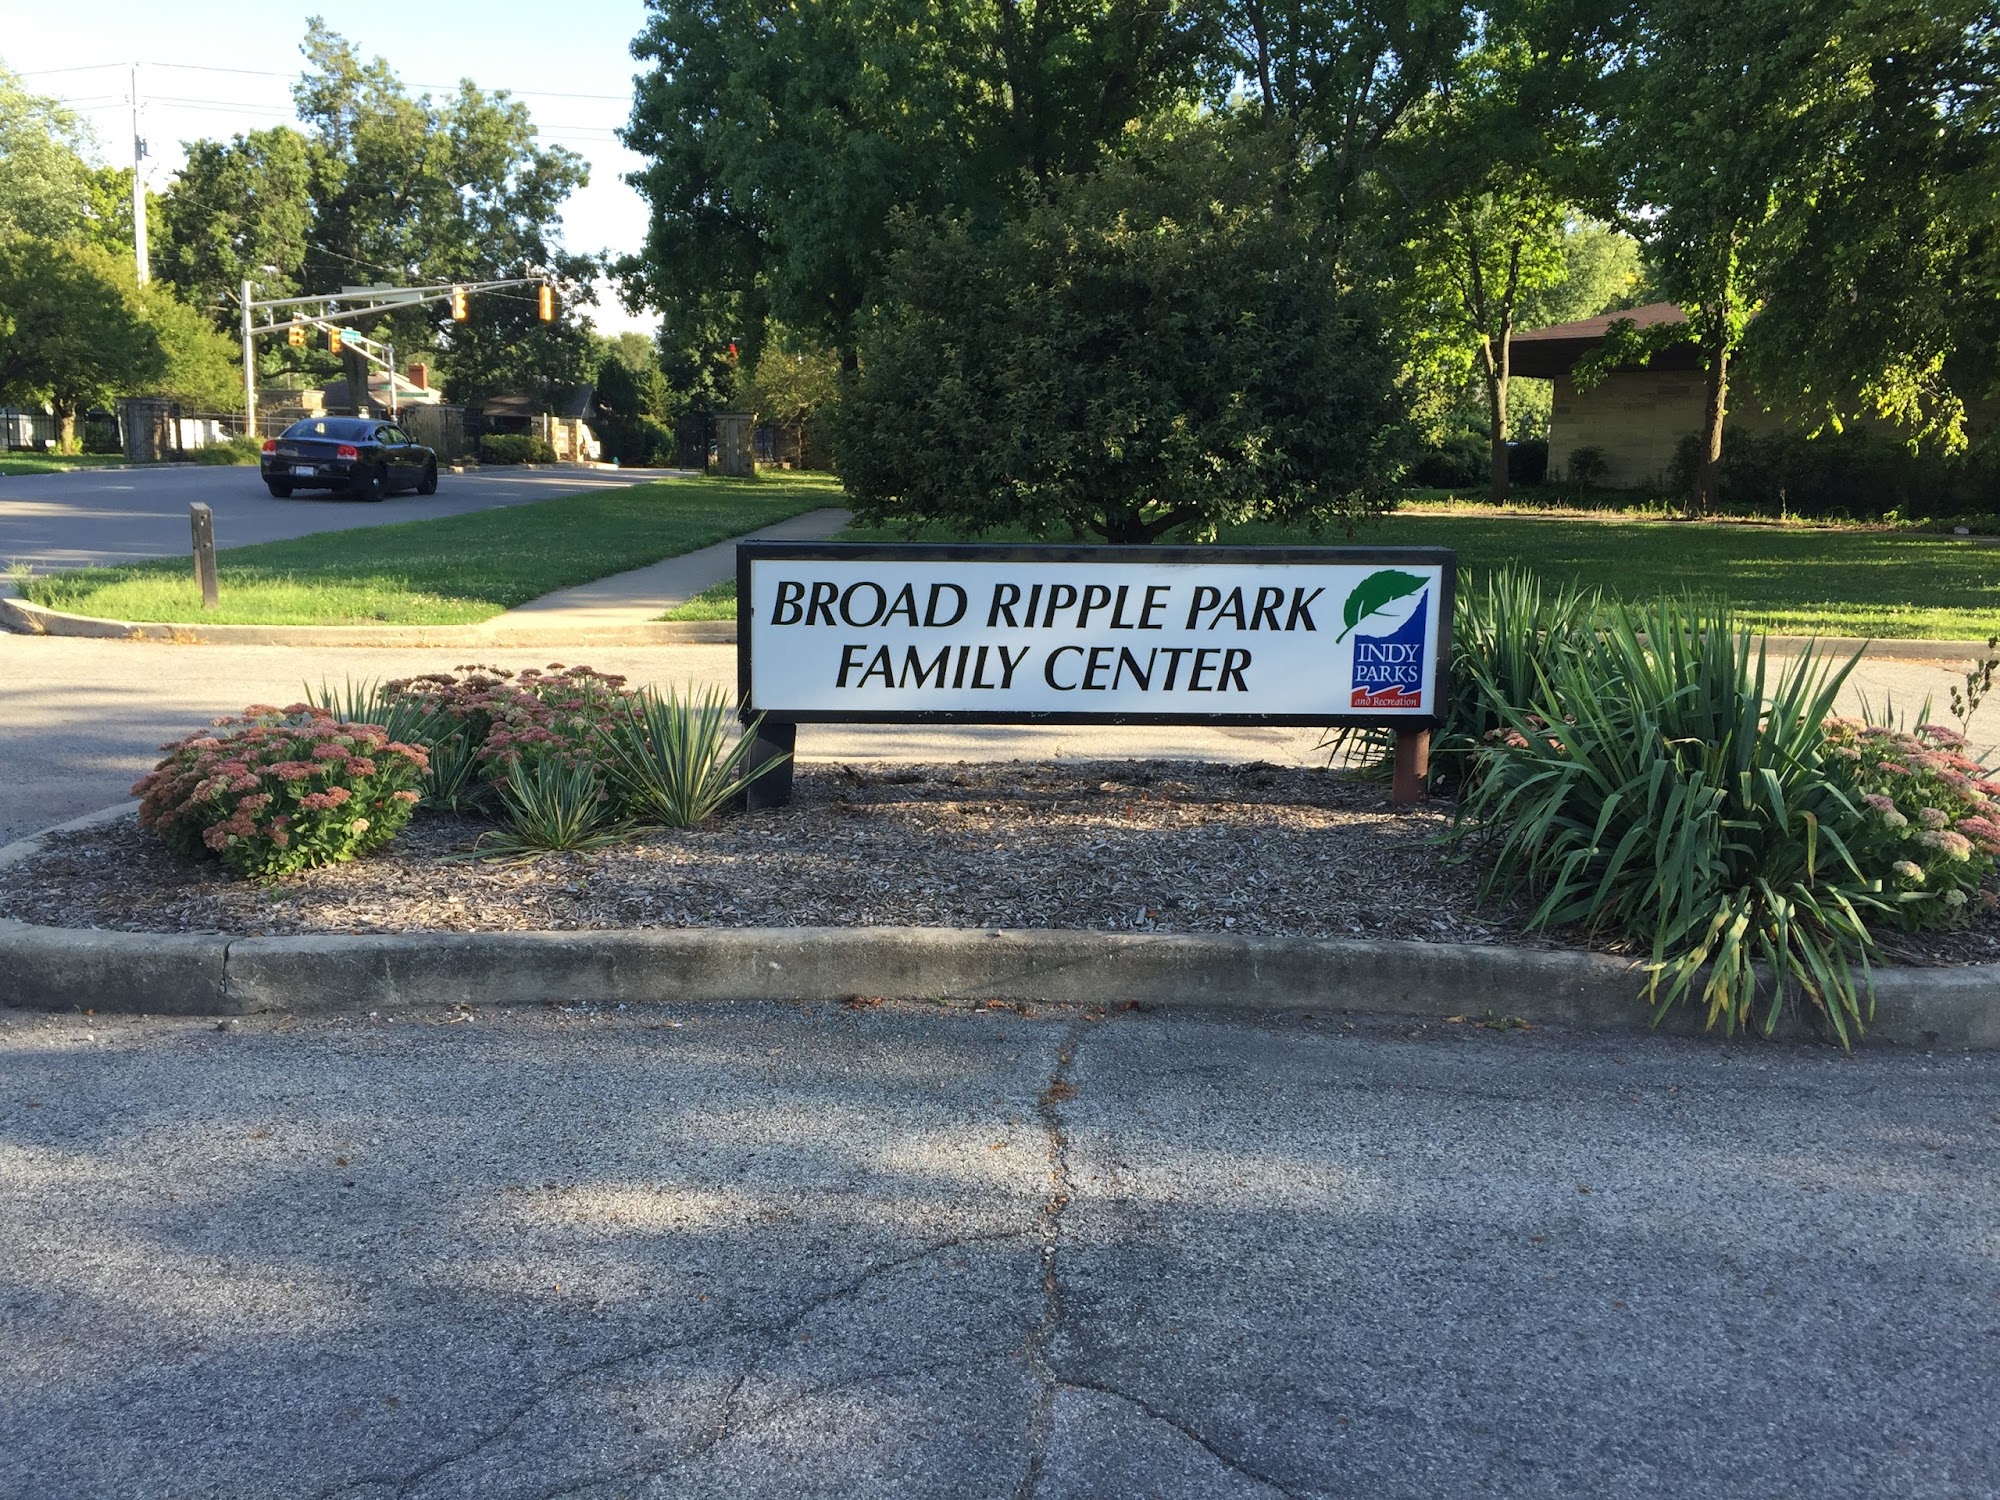 BROAD RIPPLE PARK
FAMILY CENTER
INDY
PARKS
and Recreation